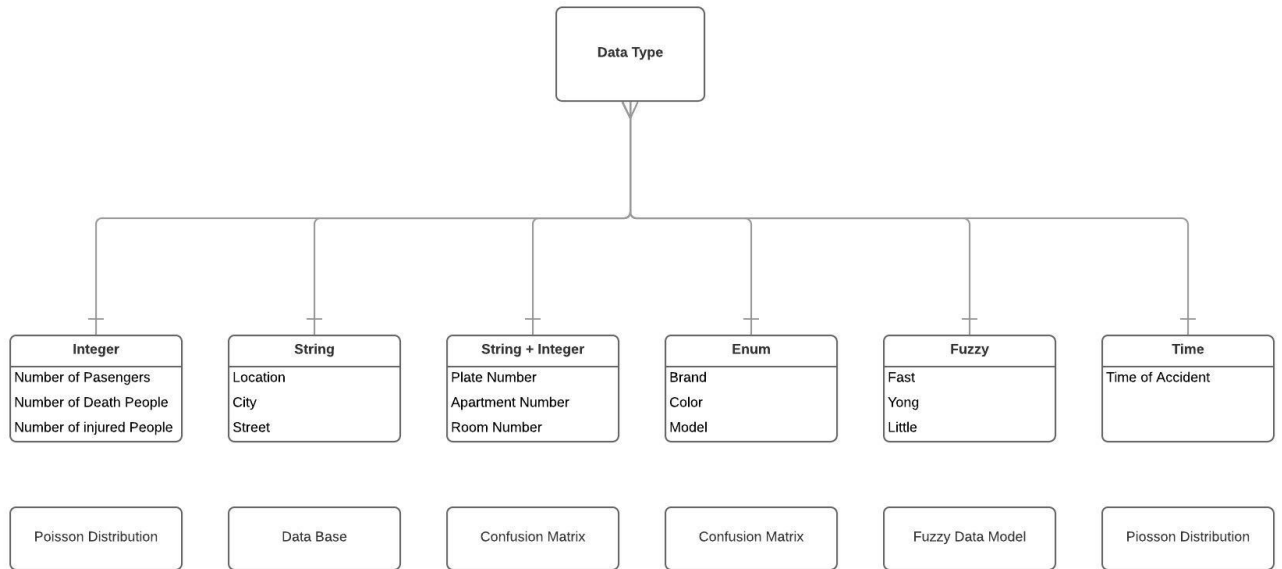 Data Type
Integer
Number of Pasengers
Number of Death People
Number of injured People
String
Location
City
Street
String + Integer
Plate Number
Apartment Number
Room Number
Enum
Brand
Color
Model
Fuzzy
Fast
Yong
Little
Time
Time of Accident
Poisson Distribution
Data Base
Confusion Matrix
Confusion Matrix
Fuzzy Data Model
Piosson Distribution